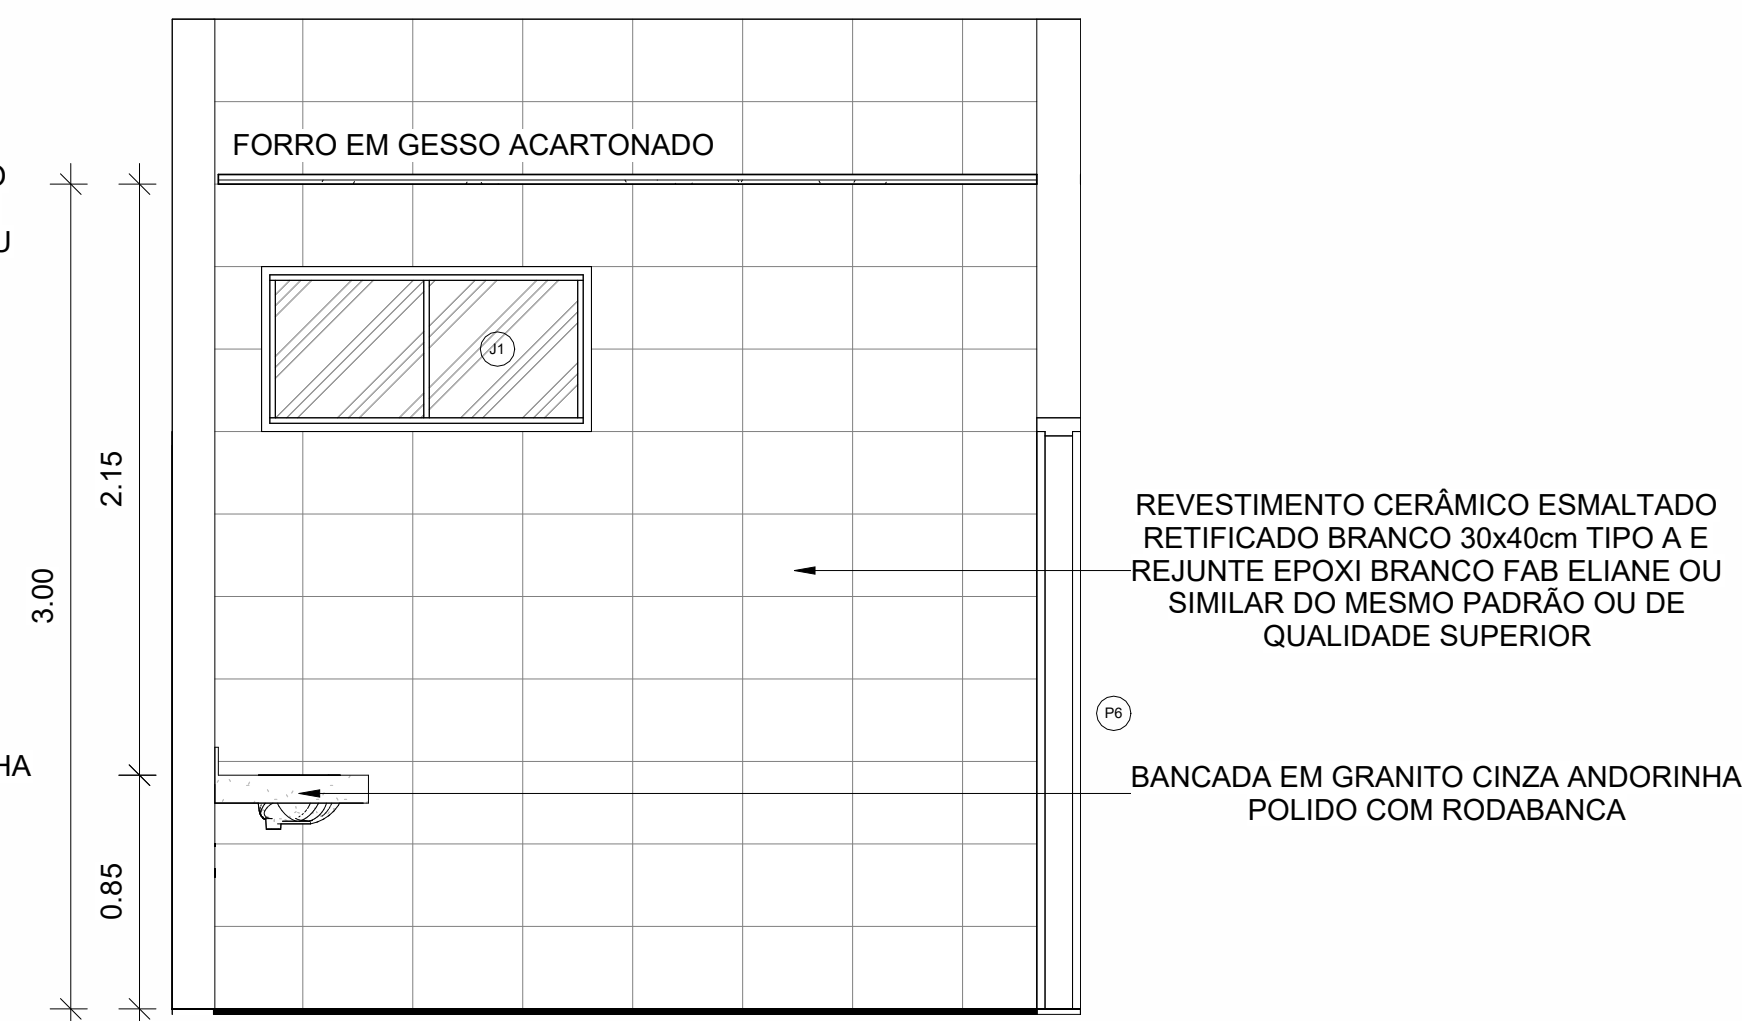 FORRO EM GESSO ACARTONADO
J1
2.15
3.00
0.85
REVESTIMENTO CERÂMICO ESMALTADO
RETIFICADO BRANCO 30x40cm TIPO A E
REJUNTE EPOXI BRANCO FAB ELIANE OU
SIMILAR DO MESMO PADRÃO OU DE
QUALIDADE SUPERIOR
P6
BANCADA EM GRANITO CINZA ANDORINHA
POLIDO COM RODABANCA